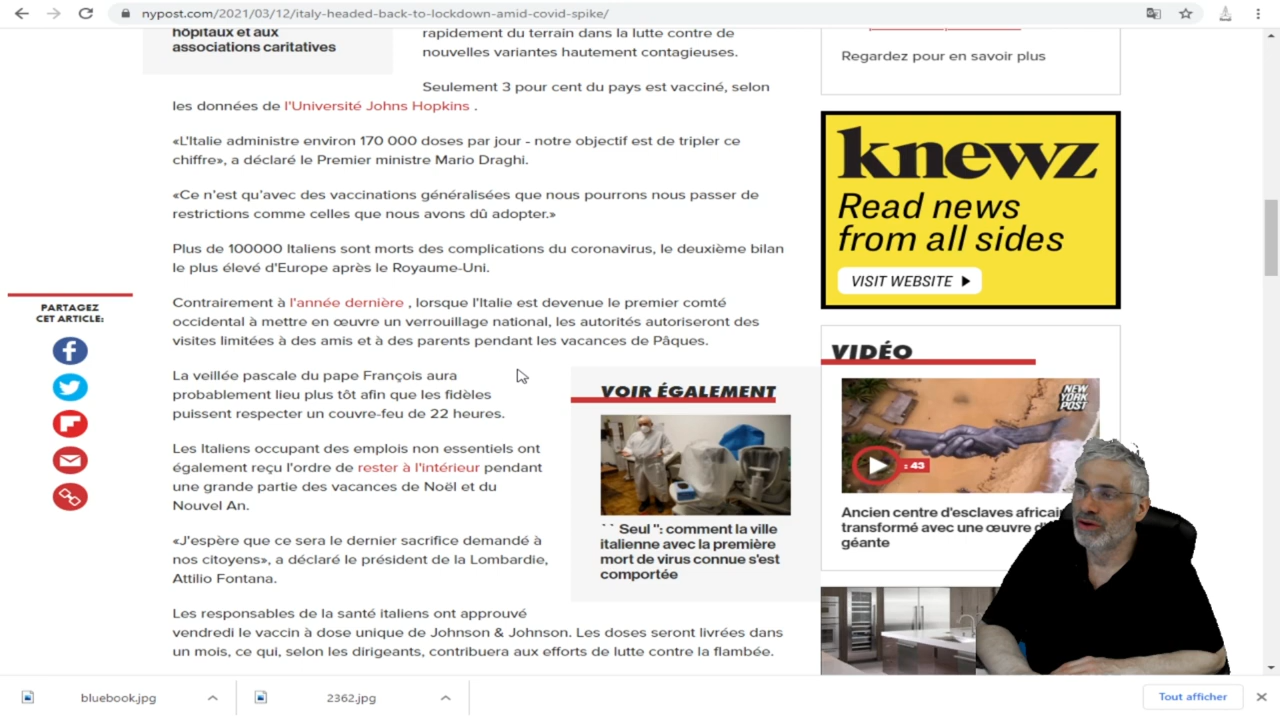 nypost.com/2021/03/12/italy-headed-back-to-lockdown-amid-covid-spike/
hôpitaux et aux
associations caritatives
rapidement du terrain dans la lutte contre de
nouvelles variantes hautement contagieuses.
Seulement 3 pour cent du pays est vacciné, selon
les données de l'Université Johns Hopkins .
«L'Italie administre environ 170 000 doses par jour - notre objectif est de tripler ce
chiffre», a déclaré le Premier ministre Mario Draghi.
«Ce n'est qu'avec des vaccinations généralisées que nous pourrons nous passer de
restrictions comme celles que nous avons dû adopter.»
Plus de 100000 Italiens sont morts des complications du coronavirus, le deuxième bilan
le plus élevé d'Europe après le Royaume-Uni.
Contrairement à l'année dernière , lorsque l'Italie est devenue le premier comté
occidental à mettre en œuvre un verrouillage national, les autorités autoriseront des
visites limitées à des amis et à des parents pendant les vacances de Pâques.
La veillée pascale du pape François aura
probablement lieu plus tôt afin que les fidèles
puissent respecter un couvre-feu de 22 heures.
Les Italiens occupant des emplois non essentiels ont
également reçu l'ordre de rester à l'intérieur pendant
une grande partie des vacances de Noël et du
Nouvel An.
«J'espère que ce sera le dernier sacrifice demandé à
nos citoyens», a déclaré le président de la Lombardie,
Attilio Fontana.
Les responsables de la santé italiens ont approuvé
vendredi le vaccin à dose unique de Johnson & Johnson. Les doses seront livrées dans
un mois, ce qui, selon les dirigeants, contribuera aux efforts de lutte contre la flambée.
PARTAGEZ
CET ARTICLE:
VOIR ÉGALEMENT
`` Seul '': comment la ville
italienne avec la première
mort de virus connue s'est
comportée
Regardez pour en savoir plus
knewz
Read news
from all sides
VISIT WEBSITE
VIDÉO
NEW
YORK
POST
: 43
Ancien centre d'esclaves africai
transformé avec une œuvre d'
géante
bluebook.jpg
2362.jpg
Tout afficher